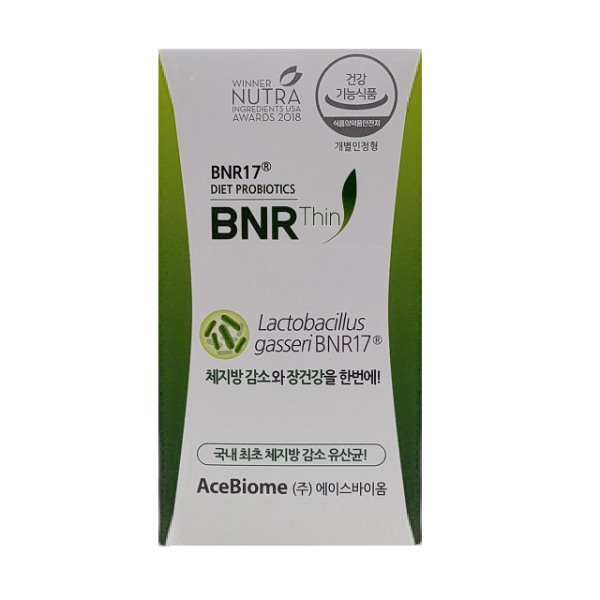 WINNER
NUTRA
INGREDIENTS USA
AWARDS 2018
건강
기능식품
식품의약품안전처
개별인정형
BNR17®
DIET PROBIOTICS
BNR Thin
Lactobacillus
gasseri BNR17®
체지방 감소와 장건강을 한번에!
국내 최초 체지방 감소 유산균!
AceBiome (주) 에이스바이옴